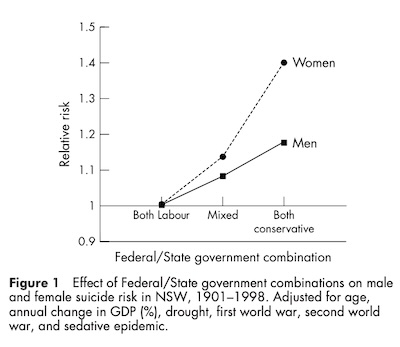 1.5
1.4
1.3
1.2
1.1
1
0.9
Relative risk
Women
Men
Both Labour Mixed Both
conservative
Federal/State government combination
Figure 1 Effect of Federal/State government combinations on male
and female suicide risk in NSW, 1901–1998. Adjusted for age,
annual change in GDP (%), drought, first world war, second world
war, and sedative epidemic.